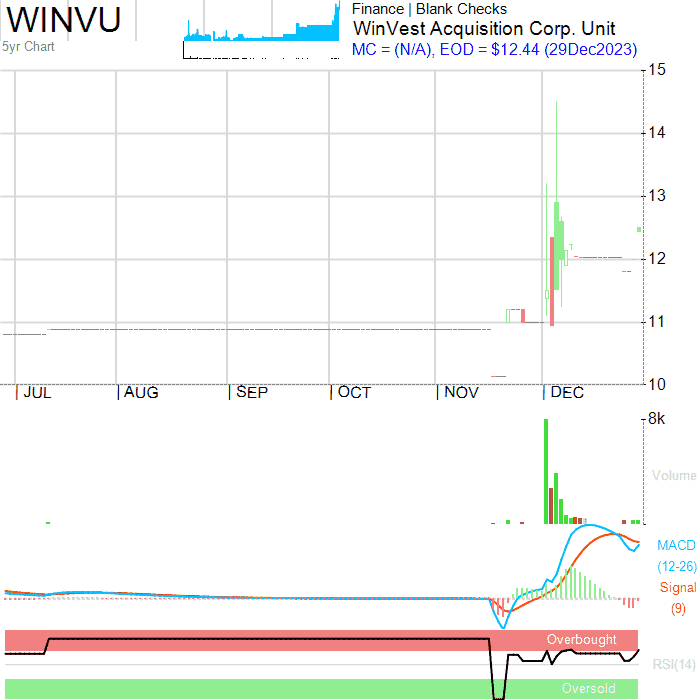 WINVU
5yr Chart
Finance | Blank Checks
WinVest Acquisition Corp. Unit
MC = (N/A), EOD = $12.44 (29Dec2023)
15
14
13
12
11
10
JUL AUG SEP OCT NOV DEC
8k
Volume
MACD
(12-26)
Signal
(9)
Overbought
RSI(14)
Oversold